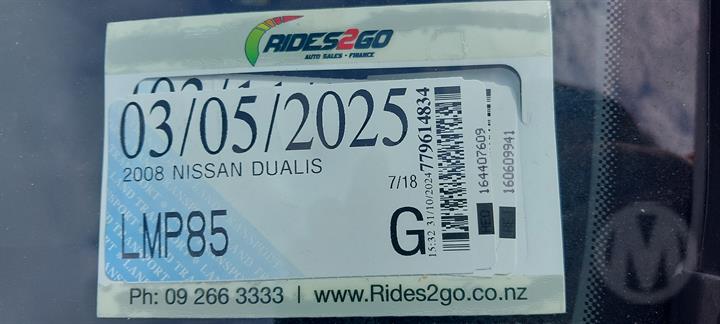 RIDES2GO
AUTO SALES • FINANCE
03/05/2025
2008 NISSAN DUALIS
7/18
LMP85
G
15:32 31/10/2024
779614834
164407609
160609941
Ph: 09 266 3333 | www.Rides2go.co.nz
M